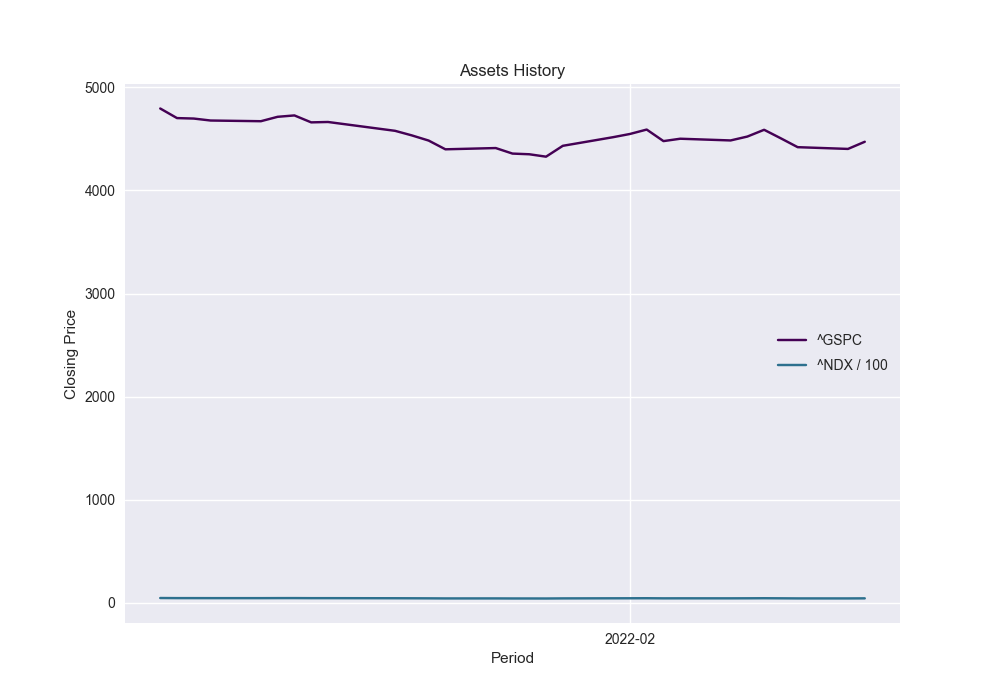 Assets History
5000
4000
3000
2000
1000
0
Closing Price
^GSPC
^NDX / 100
2022-02
Period